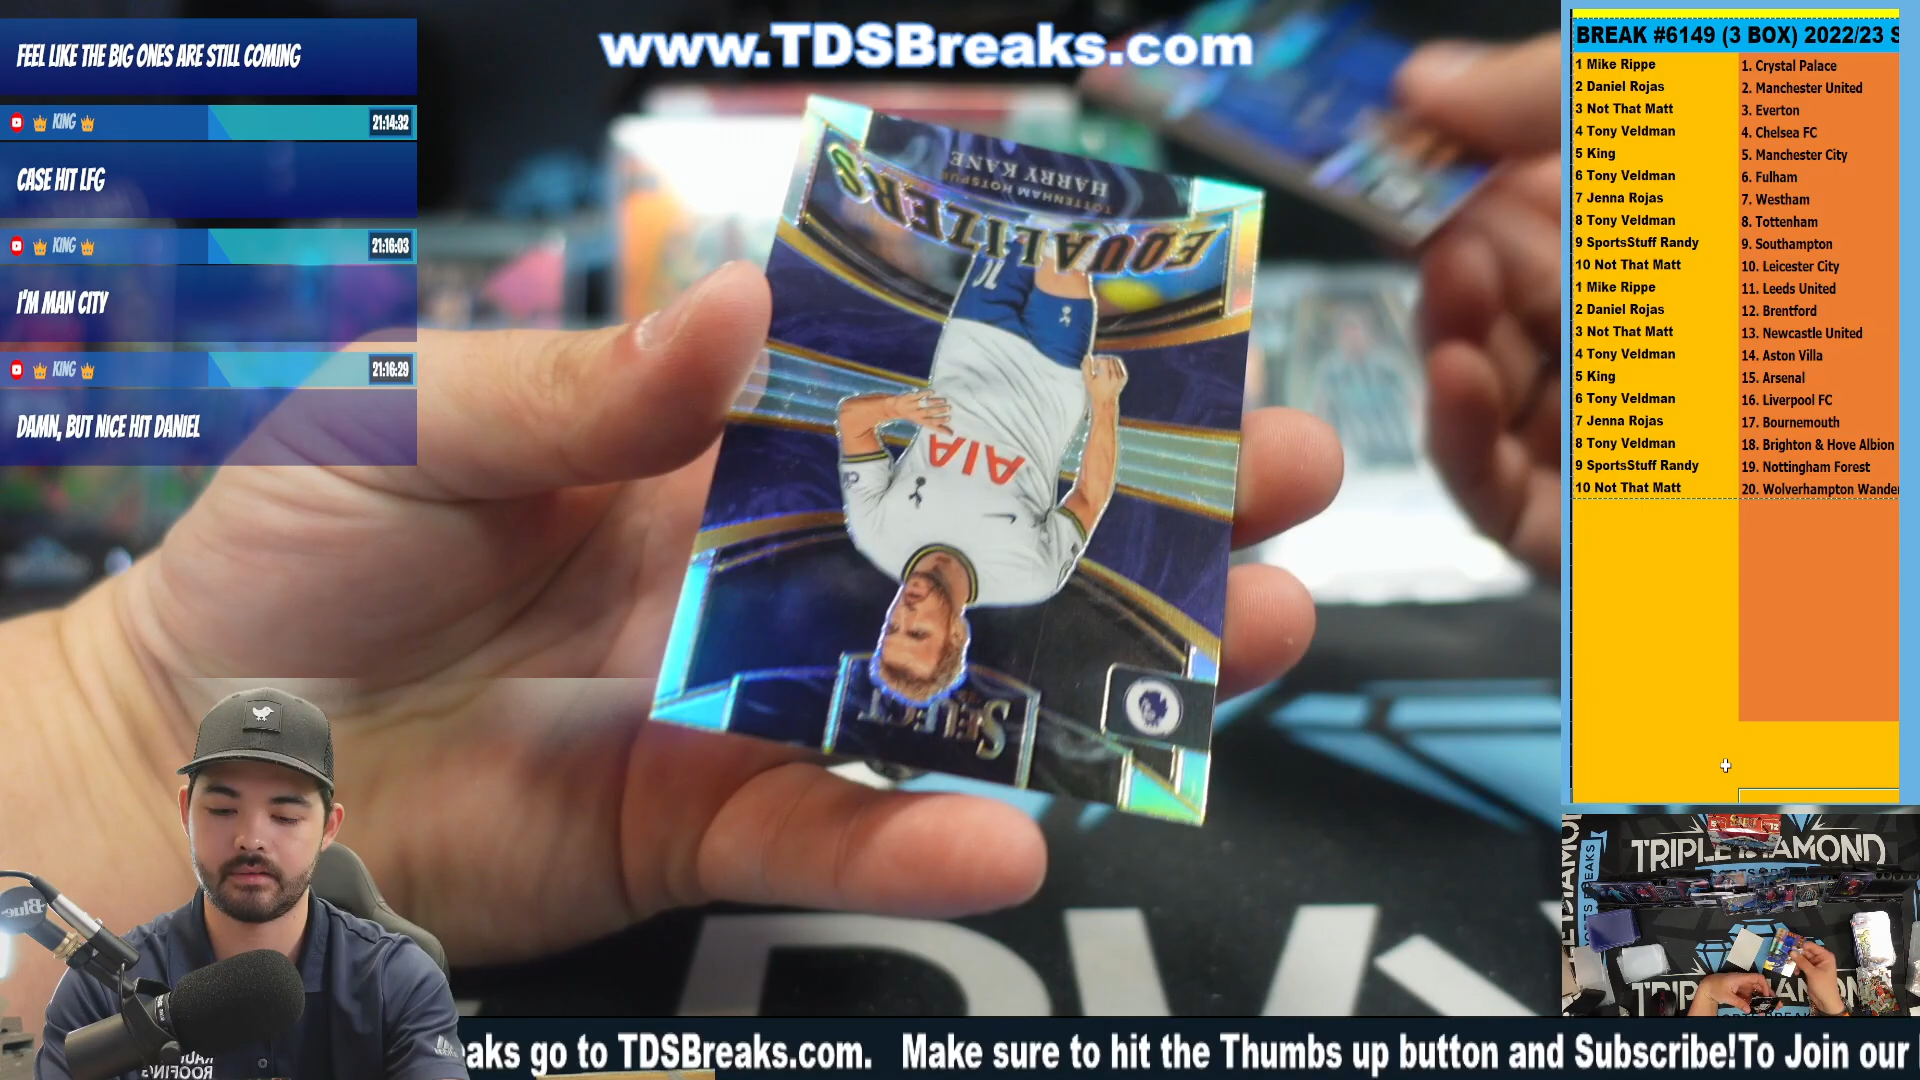 www.TDSBreaks.com
FEEL LIKE THE BIG ONES ARE STILL COMING
KING 21:14:32
CASE HIT LFG
KING 21:16:03
I'M MAN CITY
KING 21:16:29
DAMN, BUT NICE HIT DANIEL
HARRY KANE
TOTTENHAM HOTSPUR
EQUALIZERS
10
AIA
SELECT
BREAK #6149 (3 BOX) 2022/23 S
1 Mike Rippe 1. Crystal Palace
2 Daniel Rojas 2. Manchester United
3 Not That Matt 3. Everton
4 Tony Veldman 4. Chelsea FC
5 King 5. Manchester City
6 Tony Veldman 6. Fulham
7 Jenna Rojas 7. Westham
8 Tony Veldman 8. Tottenham
9 SportsStuff Randy 9. Southampton
10 Not That Matt 10. Leicester City
1 Mike Rippe 11. Leeds United
2 Daniel Rojas 12. Brentford
3 Not That Matt 13. Newcastle United
4 Tony Veldman 14. Aston Villa
5 King 15. Arsenal
6 Tony Veldman 16. Liverpool FC
7 Jenna Rojas 17. Bournemouth
8 Tony Veldman 18. Brighton & Hove Albion
9 SportsStuff Randy 19. Nottingham Forest
10 Not That Matt 20. Wolverhampton Wander
TRIPLE DIAMOND
Blue
ROOFING
aks go to TDSBreaks.com. Make sure to hit the Thumbs up button and Subscribe!To Join our